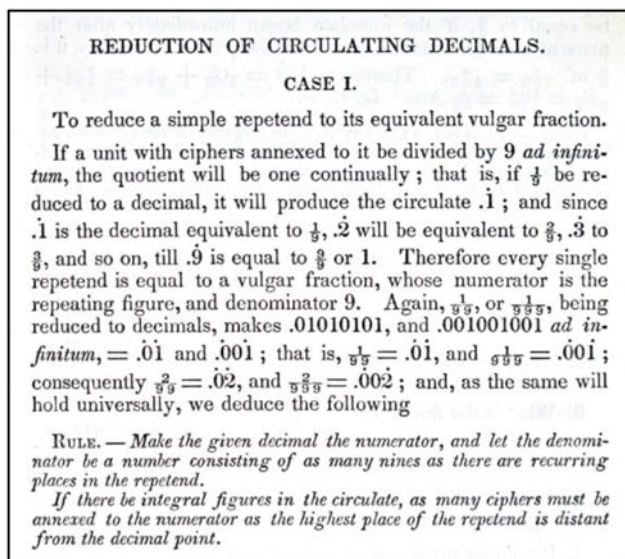 REDUCTION OF CIRCULATING DECIMALS.
CASE I.
To reduce a simple repetend to its equivalent vulgar fraction.
If a unit with ciphers annexed to it be divided by 9 ad infini-
tum, the quotient will be one continually ; that is, if 1/9 be re-
duced to a decimal, it will produce the circulate .1̇ ; and since
.1̇ is the decimal equivalent to 1/9, .2̇ will be equivalent to 2/9, .3̇ to
3/9, and so on, till .9̇ is equal to 9/9 or 1. Therefore every single
repetend is equal to a vulgar fraction, whose numerator is the
repeating figure, and denominator 9. Again, 1/99, or 1/999, being
reduced to decimals, makes .01010101, and .001001001 ad in-
finitum, = .0̇1̇ and .0̇01̇ ; that is, 1/99 = .0̇1̇, and 1/999 = .0̇01̇ ;
consequently 2/99 = .0̇2̇, and 2/999 = .0̇02̇ ; and, as the same will
hold universally, we deduce the following
RULE. — Make the given decimal the numerator, and let the denomi-
nator be a number consisting of as many nines as there are recurring
places in the repetend.
If there be integral figures in the circulate, as many ciphers must be
annexed to the numerator as the highest place of the repetend is distant
from the decimal point.